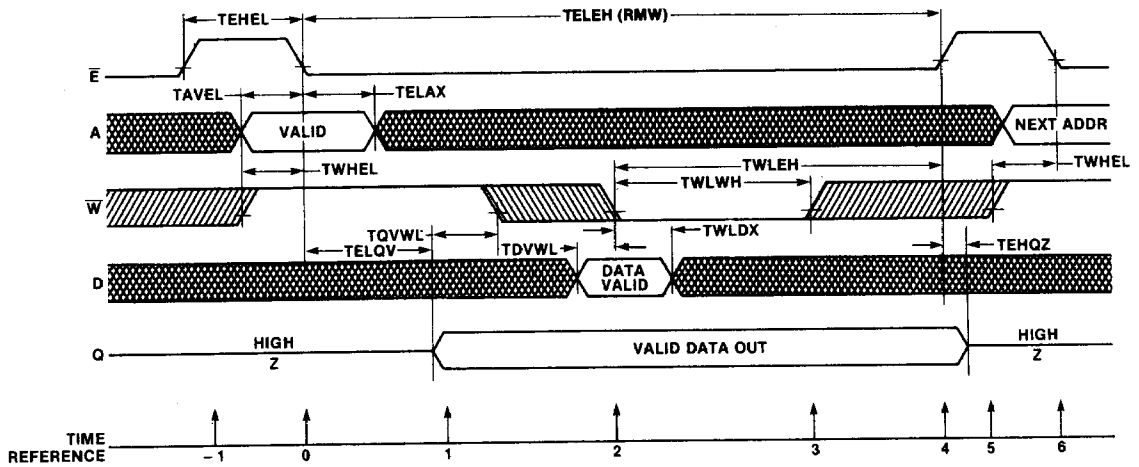 TEHEL
TELEH (RMW)
E
TAVEL
TELAX
A
VALID
NEXT ADDR
TWHEL
TWLEH
TWHEL
TWLWH
W
TQVWL
TWLDX
TELQV
TDVWL
TEHQZ
D
DATA
VALID
Q
HIGH
Z
VALID DATA OUT
HIGH
Z
TIME
REFERENCE
-1 0 1 2 3 4 5 6